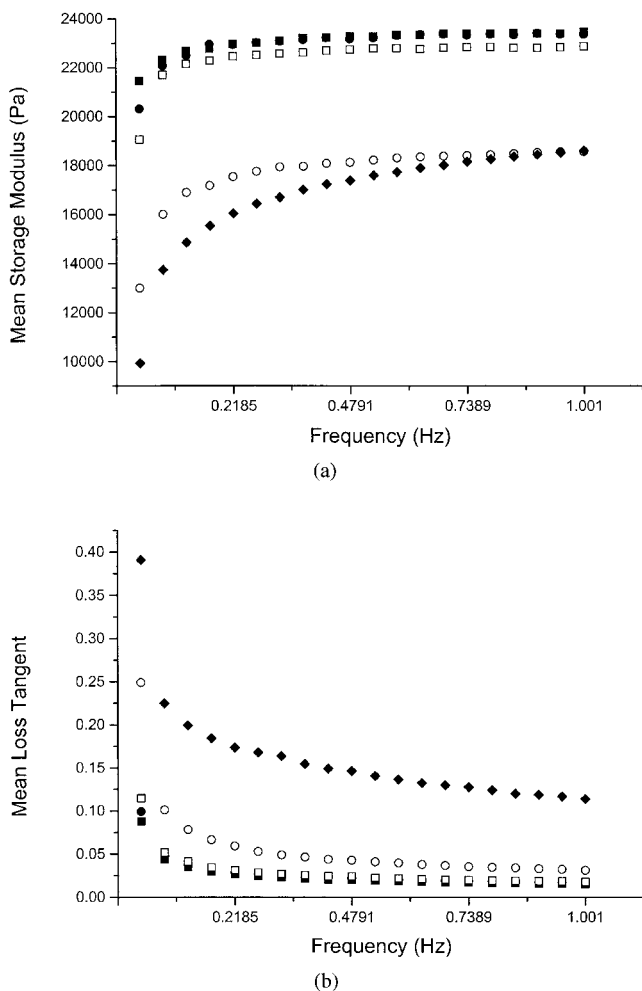 24000
22000
20000
18000
16000
14000
12000
10000
Mean Storage Modulus (Pa)
0.2185 0.4791 0.7389 1.001
Frequency (Hz)
(a)
0.40
0.35
0.30
0.25
0.20
0.15
0.10
0.05
0.00
Mean Loss Tangent
0.2185 0.4791 0.7389 1.001
Frequency (Hz)
(b)